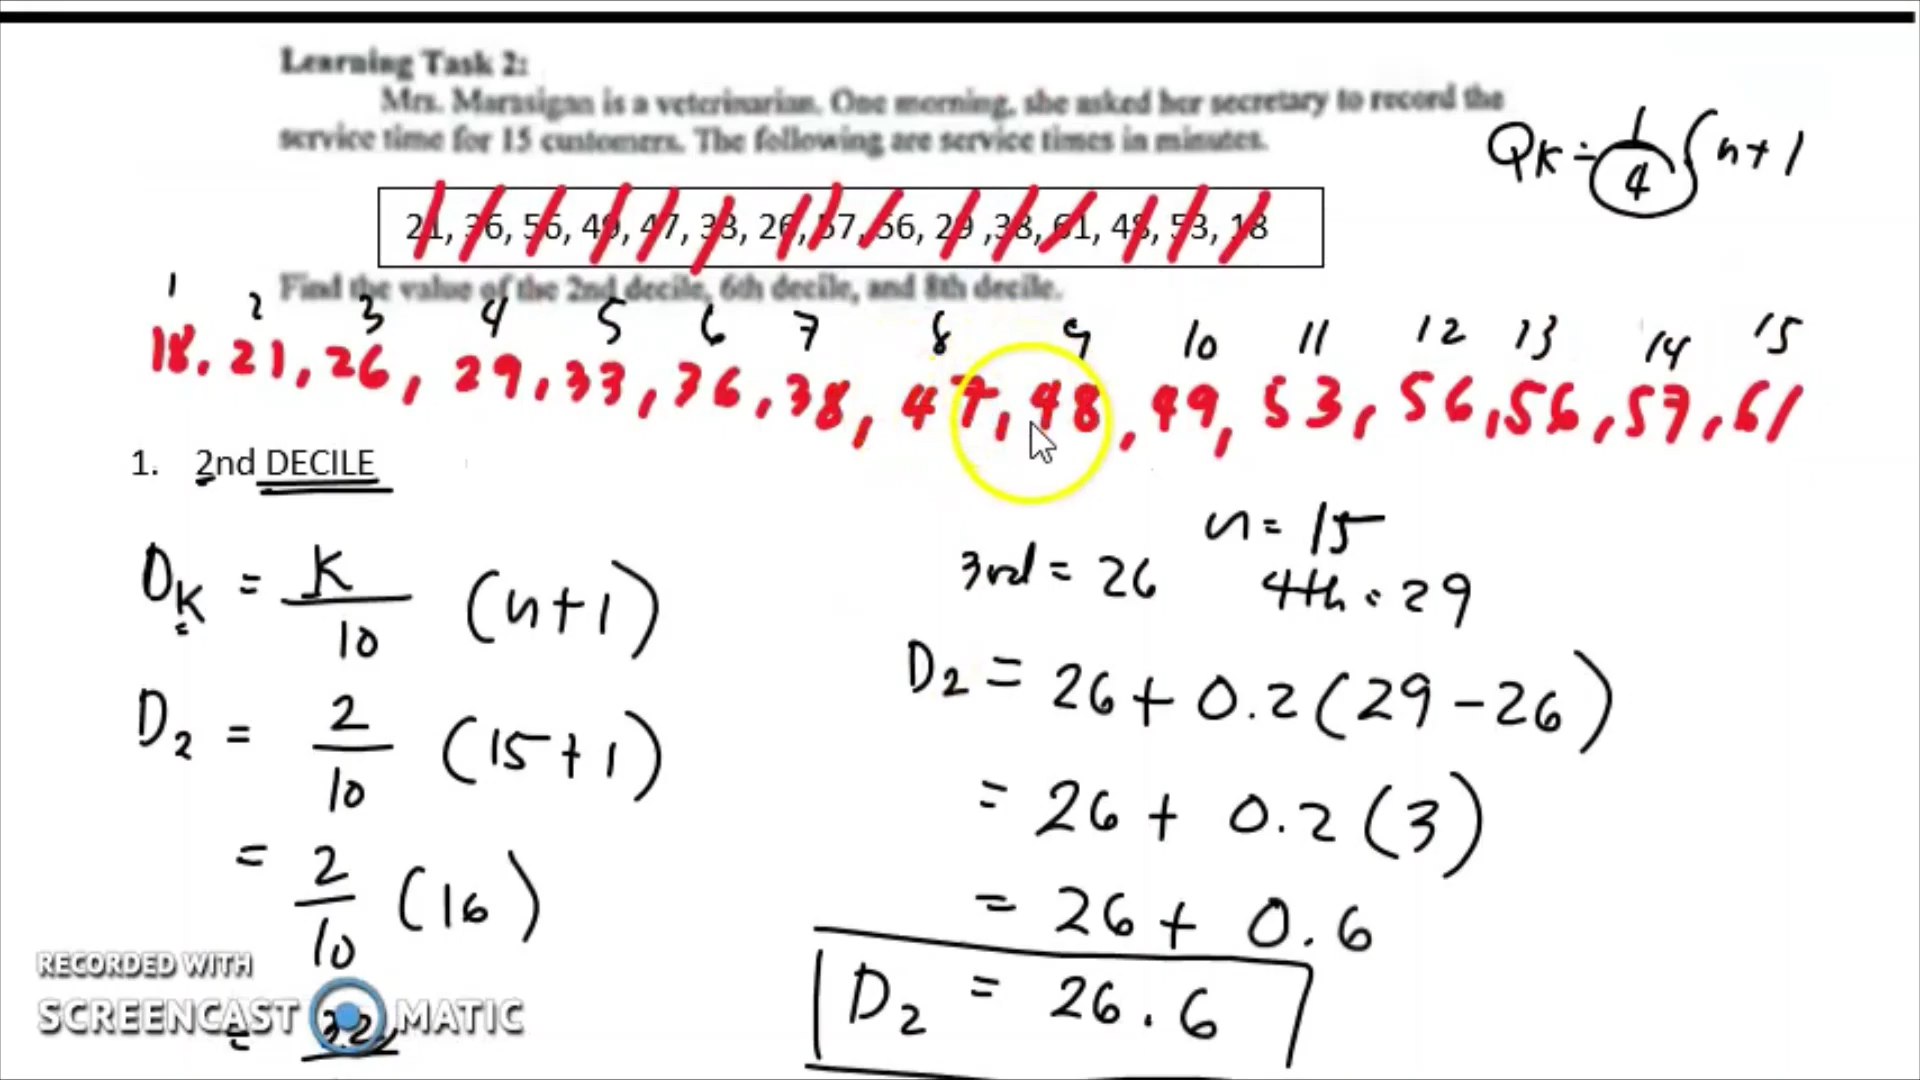 Learning Task 2:
Mrs. Marasigan is a veterinarian. One morning, she asked her secretary to record the
service time for 15 customers. The following are service times in minutes.
QK = 1/4 (n+1
21, 36, 56, 49, 47, 33, 26, 57, 56, 29 ,38, 61, 48, 53, 18
Find the value of the 2nd decile, 6th decile, and 8th decile.
1 2 3 4 5 6 7 8 9 10 11 12 13 14 15
18, 21, 26, 29, 33, 36, 38, 47, 48, 49, 53, 56, 56, 57, 61
1. 2nd DECILE
n = 15
3rd = 26 4th = 29
DK = K/10 (n+1)
D2 = 26 + 0.2 (29 - 26)
D2 = 2/10 (15+1)
= 26 + 0.2 (3)
= 2/10 (16)
= 26 + 0.6
D2 = 26.6
RECORDED WITH
SCREENCAST MATIC
= 32